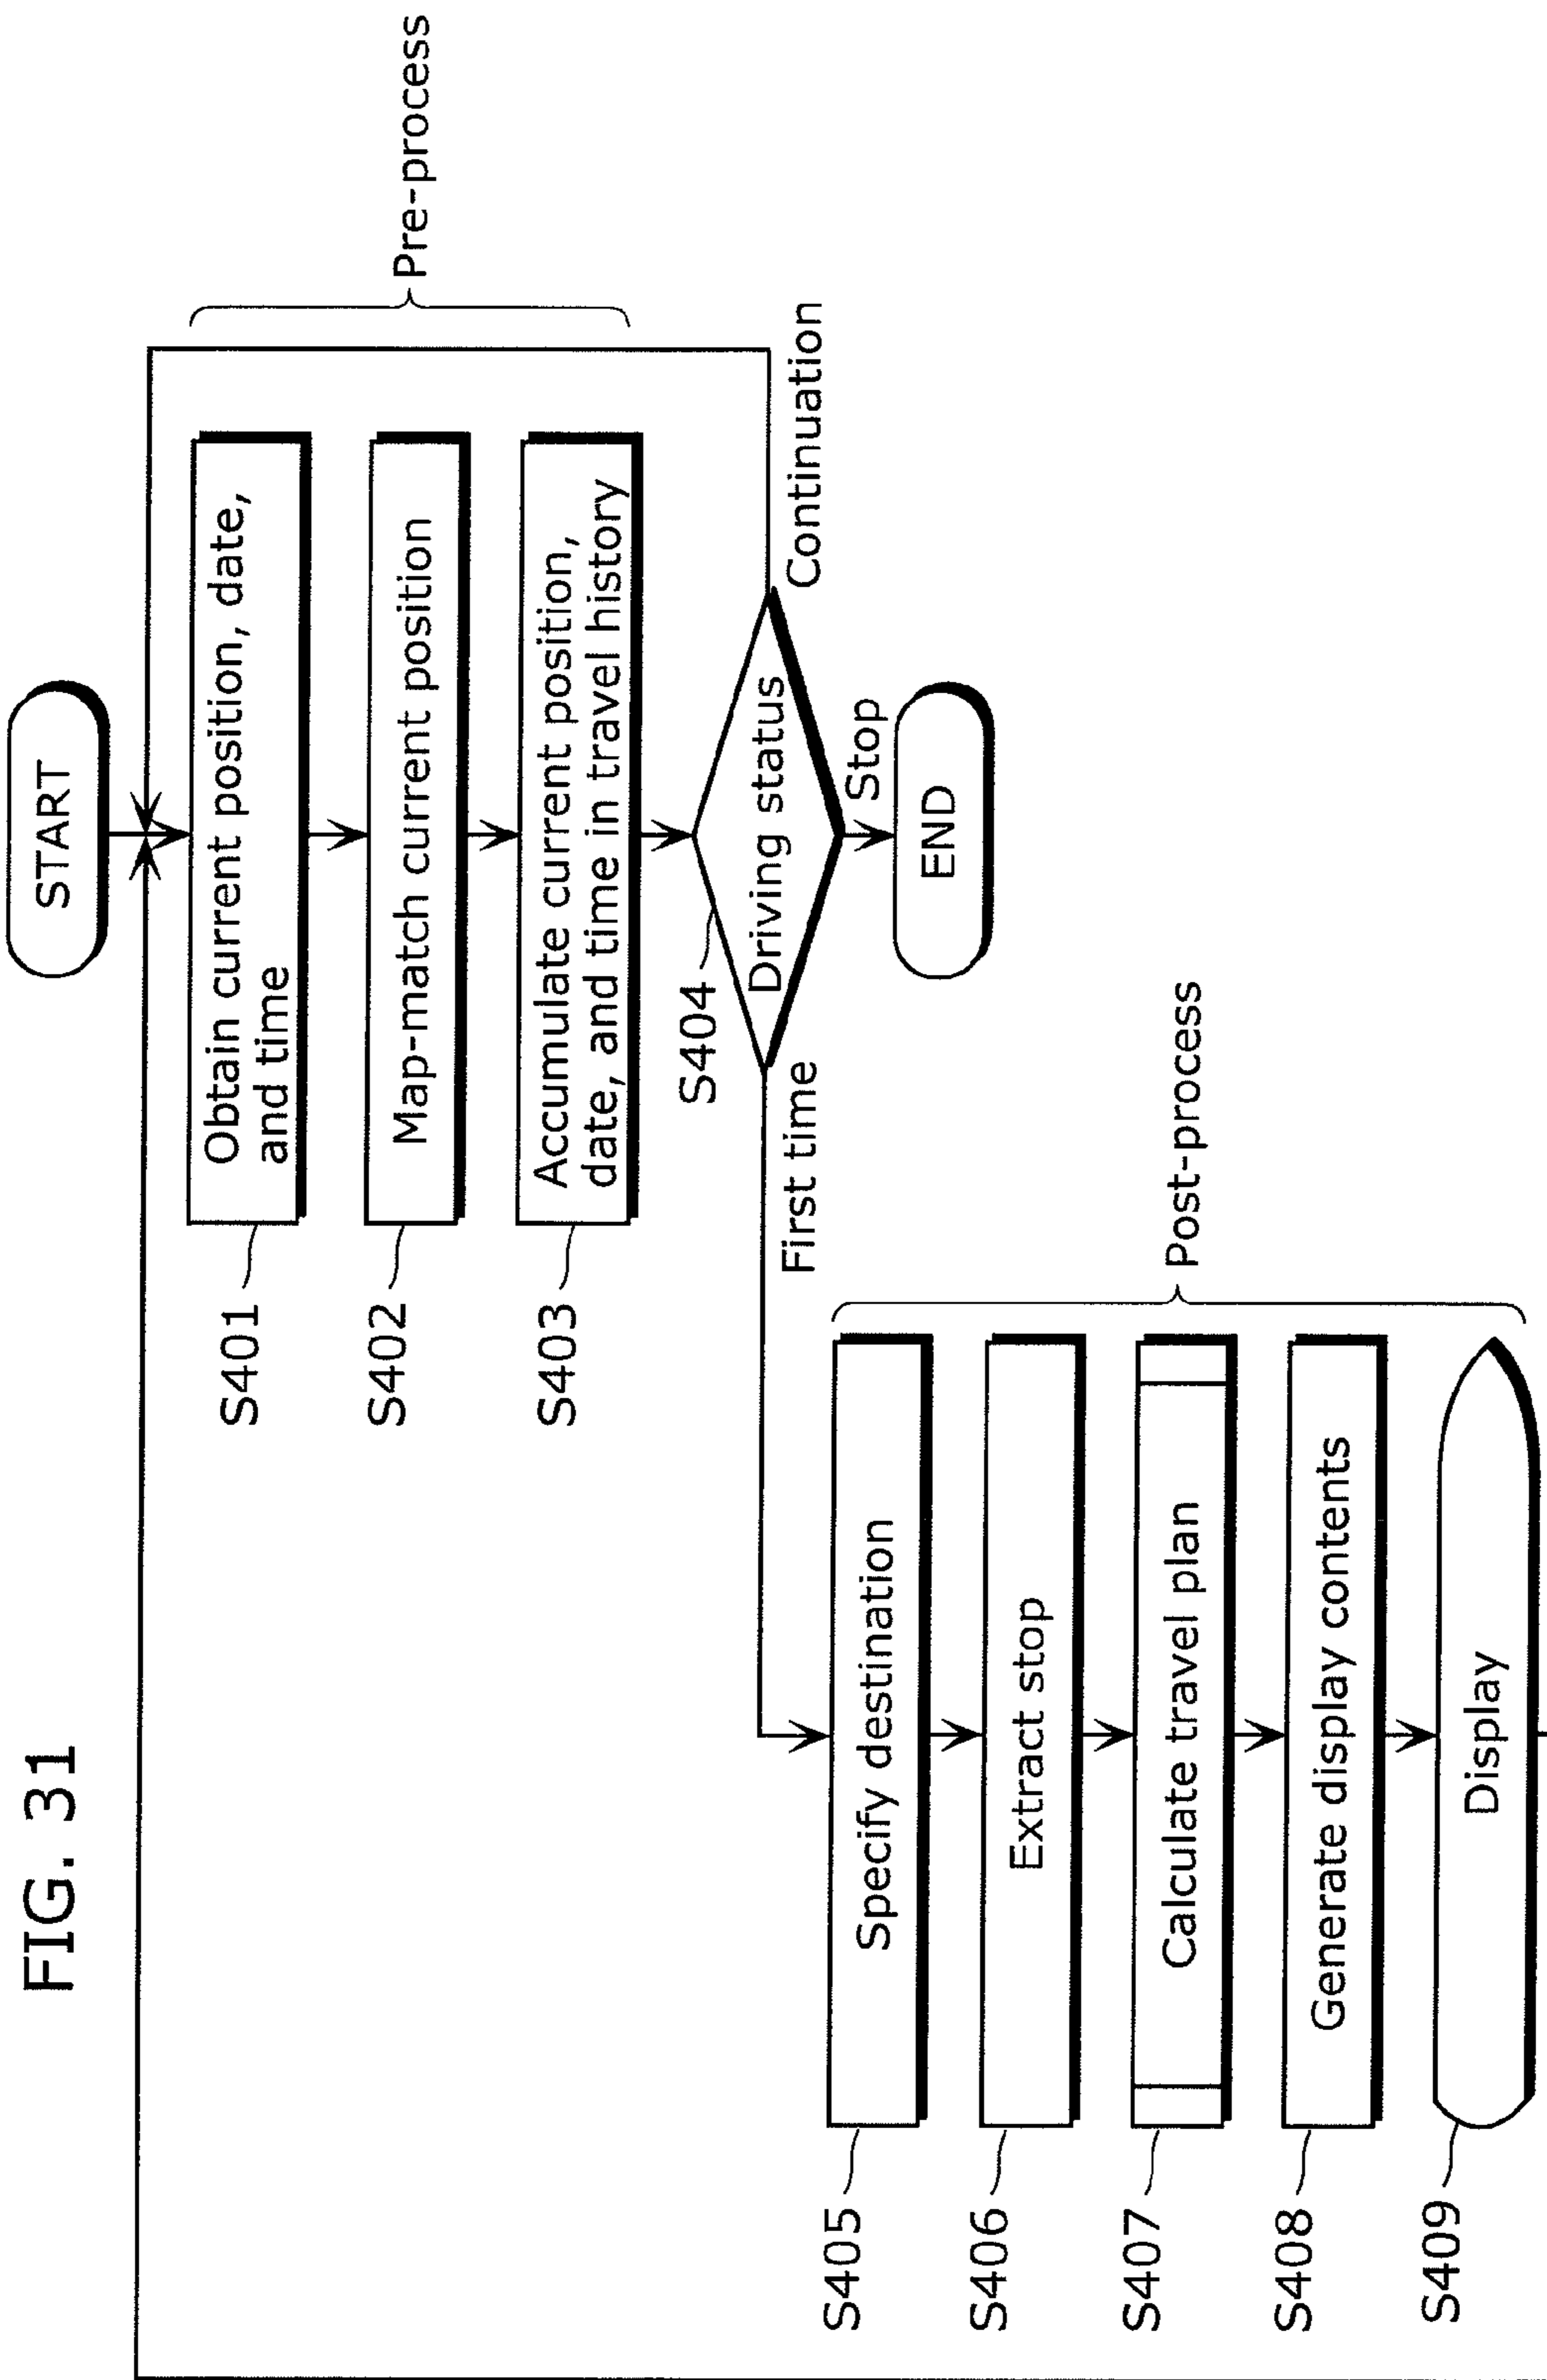 FIG. 31
START
S401
Obtain current position, date,
and time
S402
Map-match current position
S403
Accumulate current position,
date, and time in travel history
Pre-process
S404
Driving status
First time
Continuation
Stop
END
S405
Specify destination
S406
Extract stop
S407
Calculate travel plan
S408
Generate display contents
S409
Display
Post-process